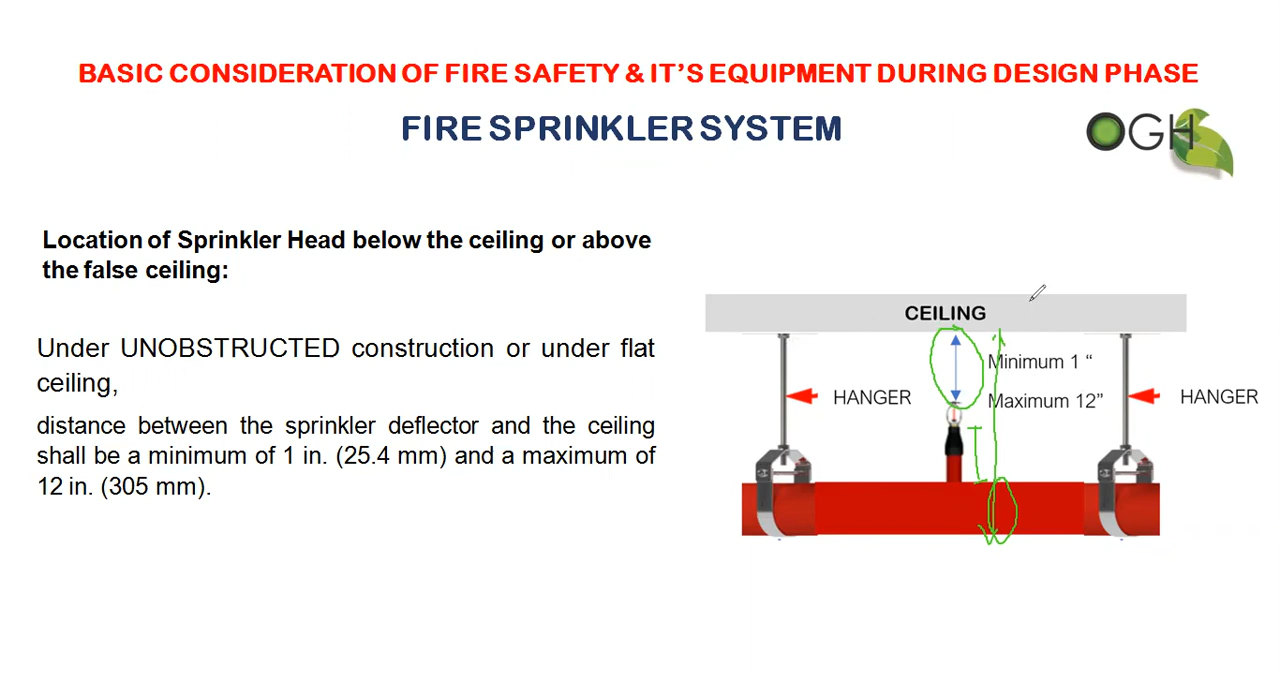 BASIC CONSIDERATION OF FIRE SAFETY & IT’S EQUIPMENT DURING DESIGN PHASE
FIRE SPRINKLER SYSTEM
OGH
Location of Sprinkler Head below the ceiling or above
the false ceiling:
Under UNOBSTRUCTED construction or under flat
ceiling,
distance between the sprinkler deflector and the ceiling
shall be a minimum of 1 in. (25.4 mm) and a maximum of
12 in. (305 mm).
CEILING
Minimum 1 “
Maximum 12”
HANGER
HANGER